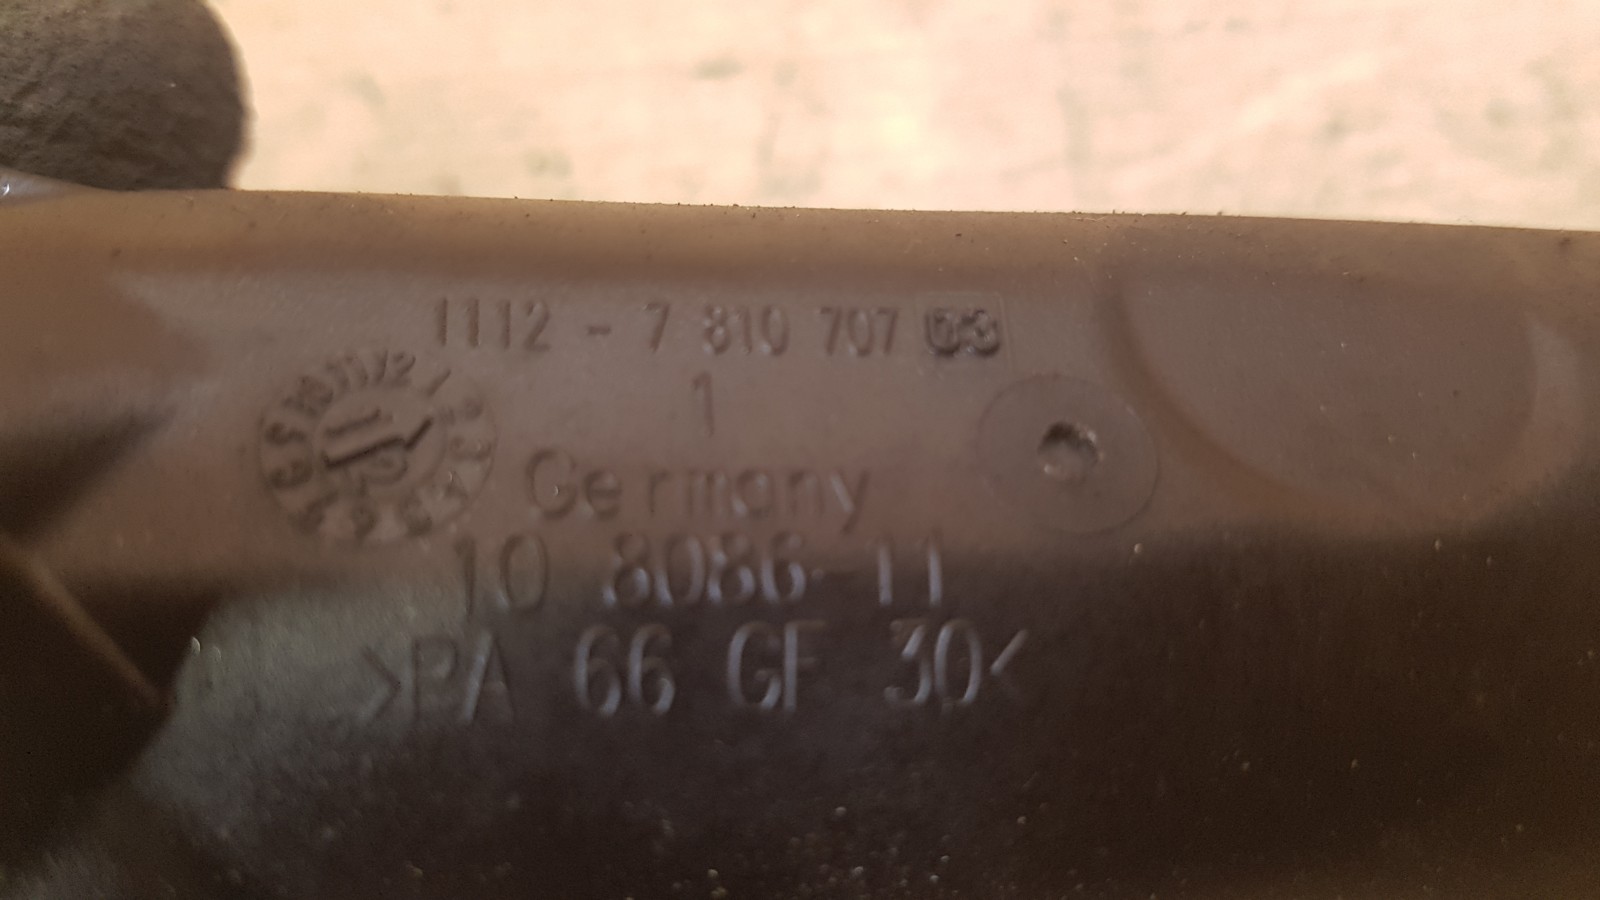 1112 - 7 810 707 03
1
Germany
10 8086-11
>PA 66 GF 30<